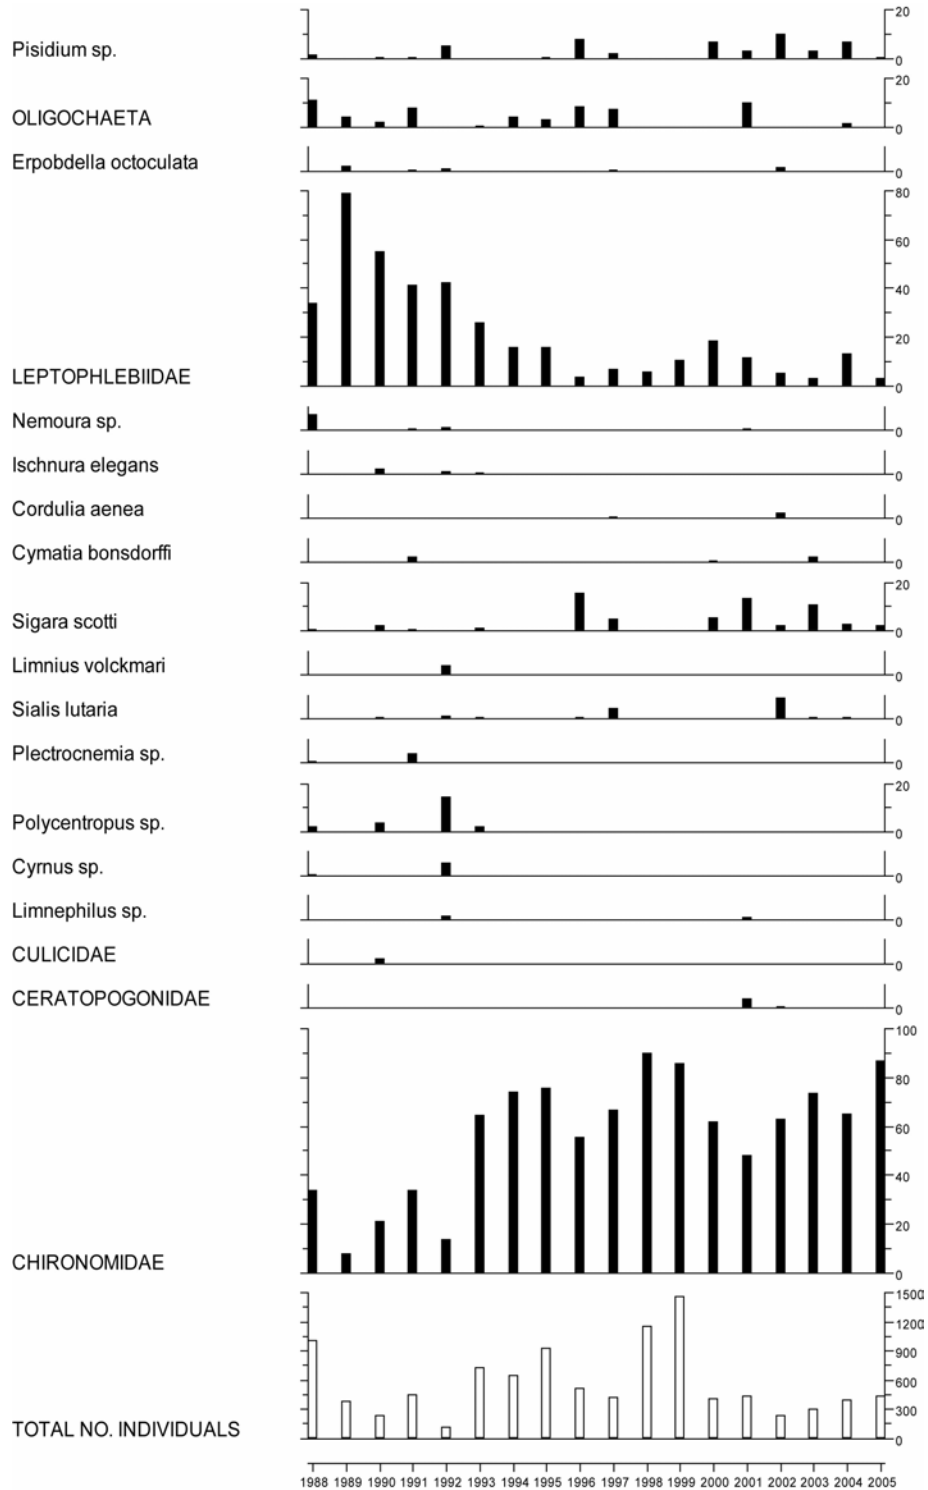 20
Pisidium sp.
0
20
OLIGOCHAETA
0
Erpobdella octoculata
0
80
60
40
20
LEPTOPHLEBIIDAE
0
Nemoura sp.
0
Ischnura elegans
0
Cordulia aenea
0
Cymatia bonsdorffi
0
20
Sigara scotti
0
Limnius volckmari
0
Sialis lutaria
0
Plectrocnemia sp.
0
20
Polycentropus sp.
0
Cyrnus sp.
0
Limnephilus sp.
0
CULICIDAE
0
CERATOPOGONIDAE
0
100
80
60
40
20
CHIRONOMIDAE
0
1500
1200
900
600
300
TOTAL NO. INDIVIDUALS
0
1988 1989 1990 1991 1992 1993 1994 1995 1996 1997 1998 1999 2000 2001 2002 2003 2004 2005